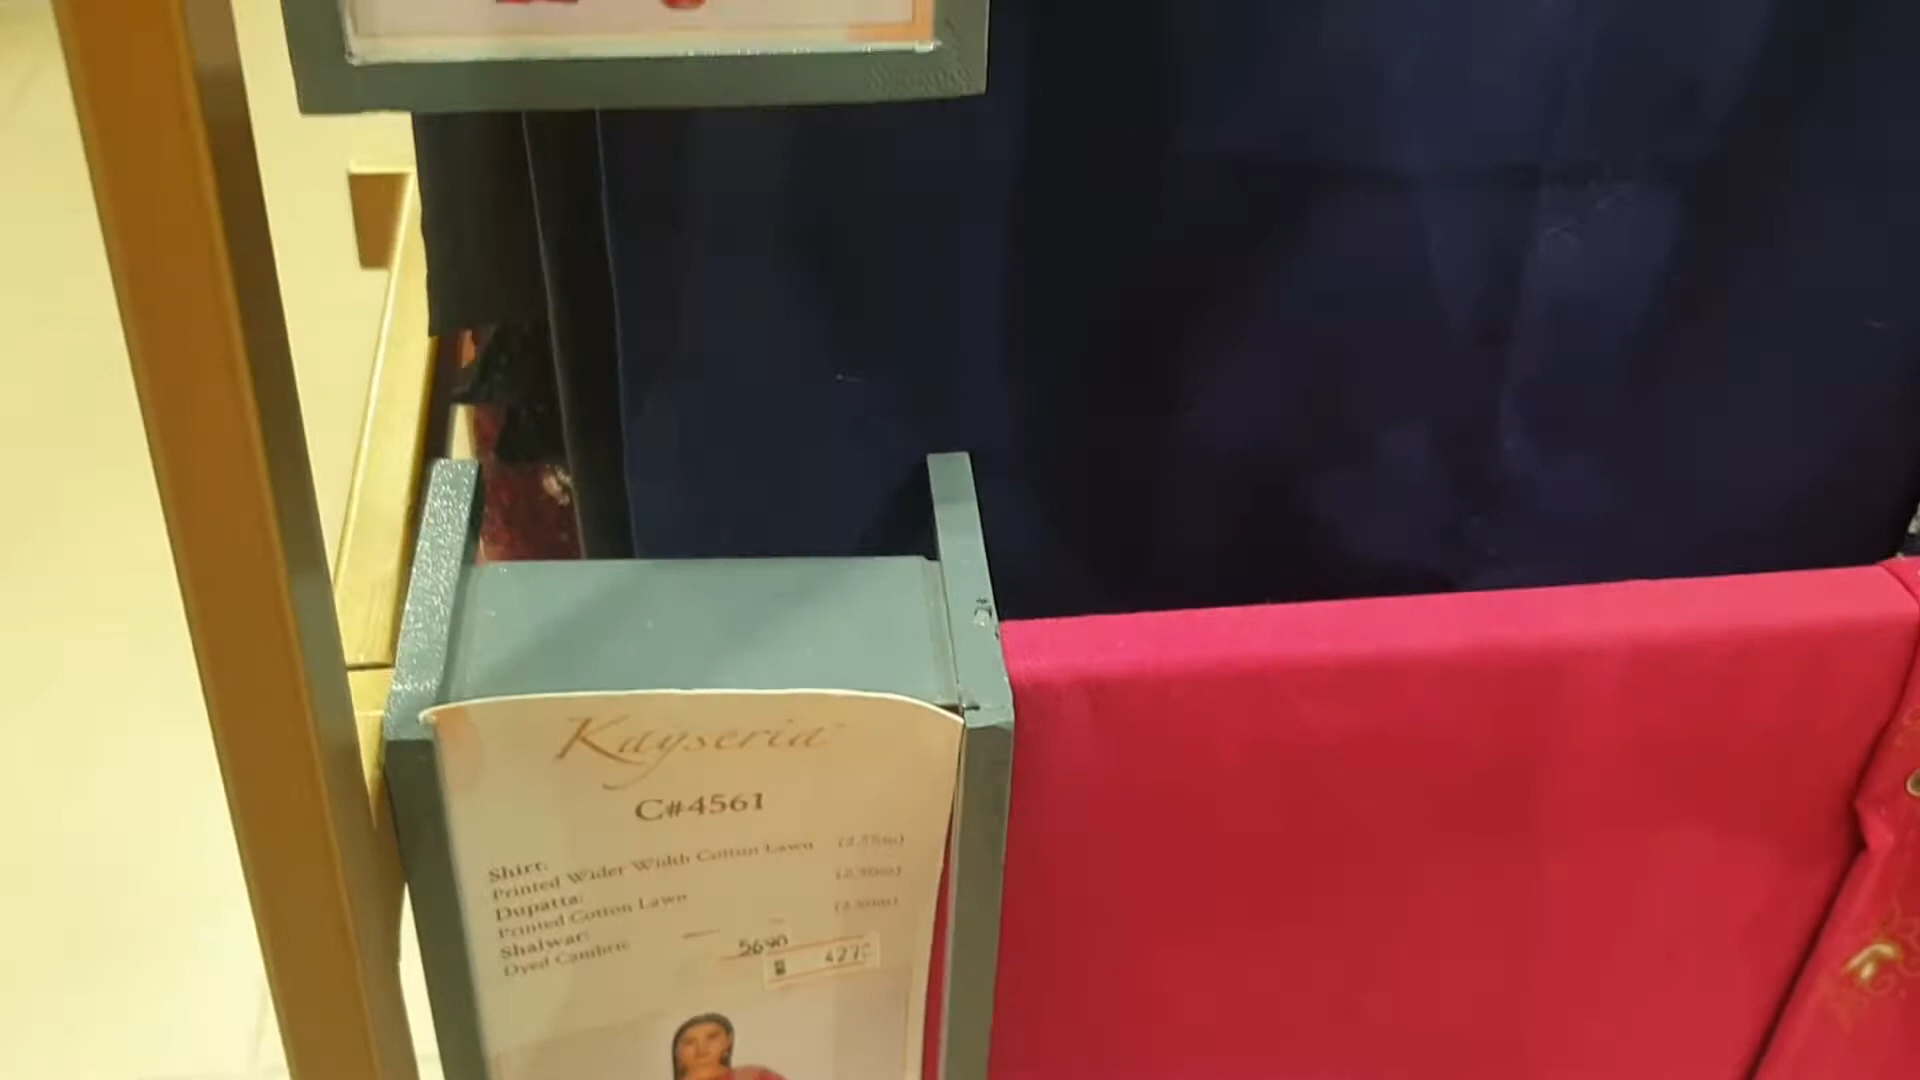 Kayseria
C#4561
Shirt:
Printed Wider Width Cotton Lawn
Dupatta:
Printed Cotton Lawn
Shalwar:
Dyed Cambric
5690